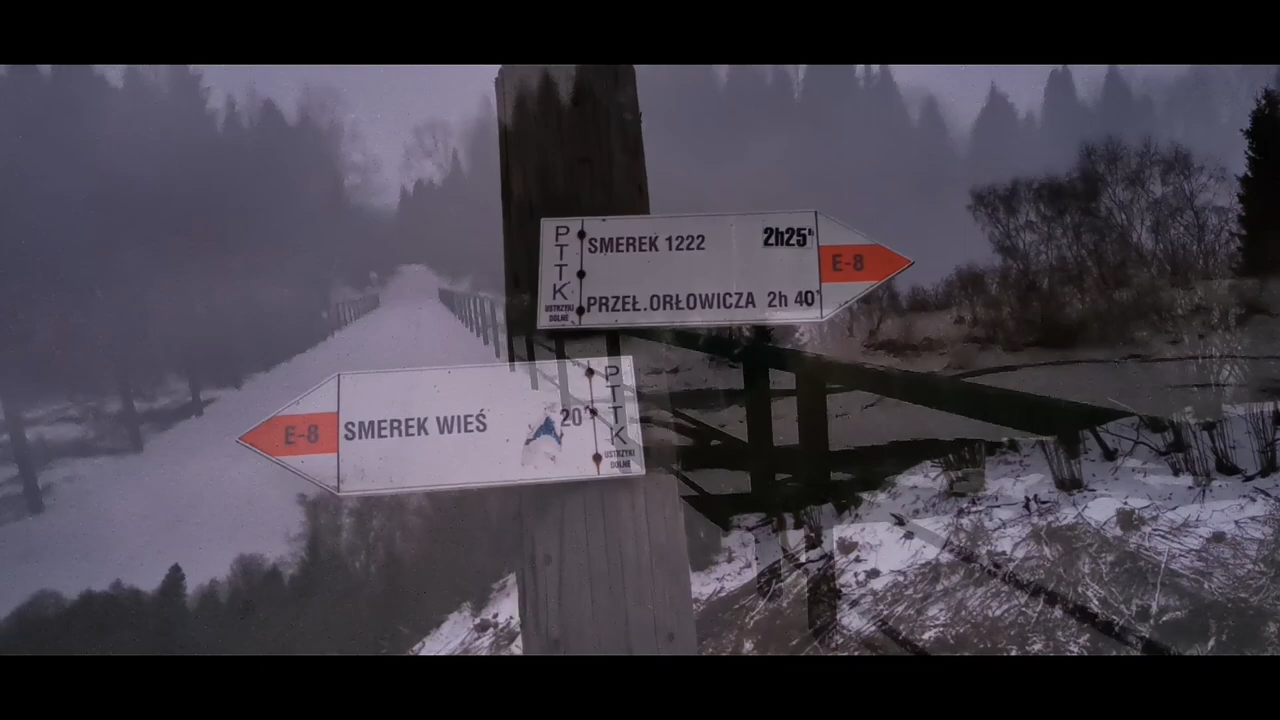 PTTK
USTRZYKI
DOLNE
SMEREK 1222 2h25'
PRZEŁ.ORŁOWICZA 2h 40'
E-8
E-8
SMEREK WIEŚ 20'
PTTK
USTRZYKI
DOLNE